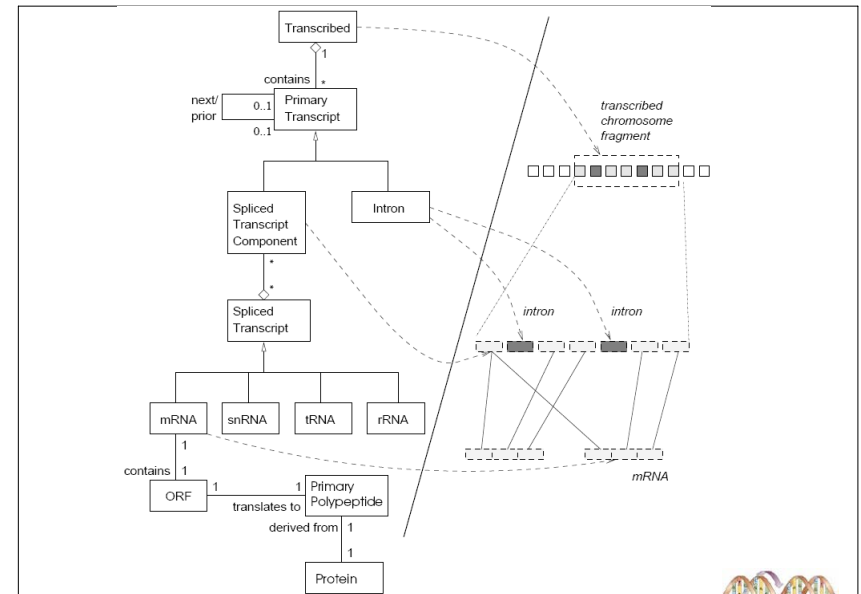 Transcribed
1
contains *
next/
prior
0..1
0..1
Primary
Transcript
Spliced
Transcript
Component
Intron
*
*
Spliced
Transcript
mRNA
snRNA
tRNA
rRNA
1
contains 1
ORF
1
1
translates to
Primary
Polypeptide
derived from 1
1
Protein
transcribed
chromosome
fragment
intron
intron
mRNA